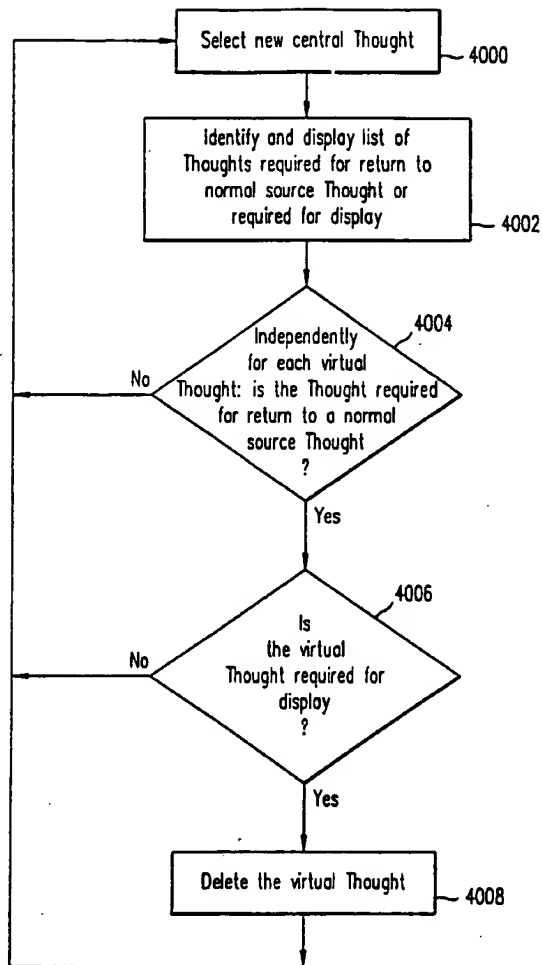 Select new central Thought
4000
Identify and display list of
Thoughts required for return to
normal source Thought or
required for display
4002
4004
Independently
for each virtual
Thought: is the Thought required
for return to a normal
source Thought
?
No
Yes
4006
Is
the virtual
Thought required for
display
?
No
Yes
Delete the virtual Thought
4008